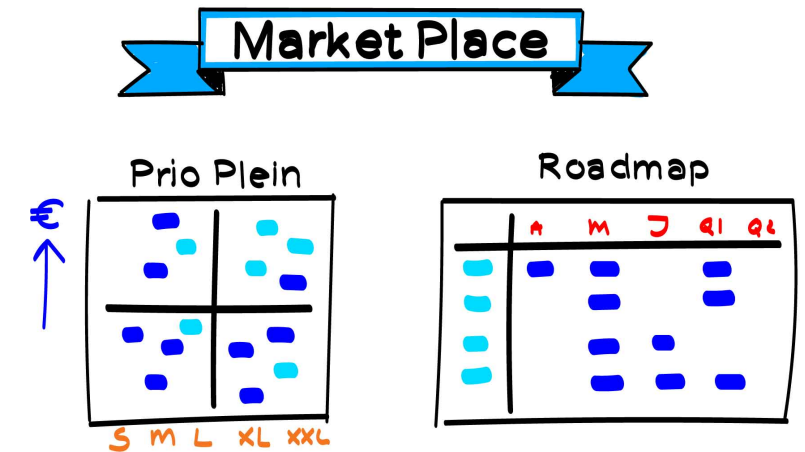 Market Place
Prio Plein
€
S M L XL XXL
Roadmap
A M J Q1 Q2